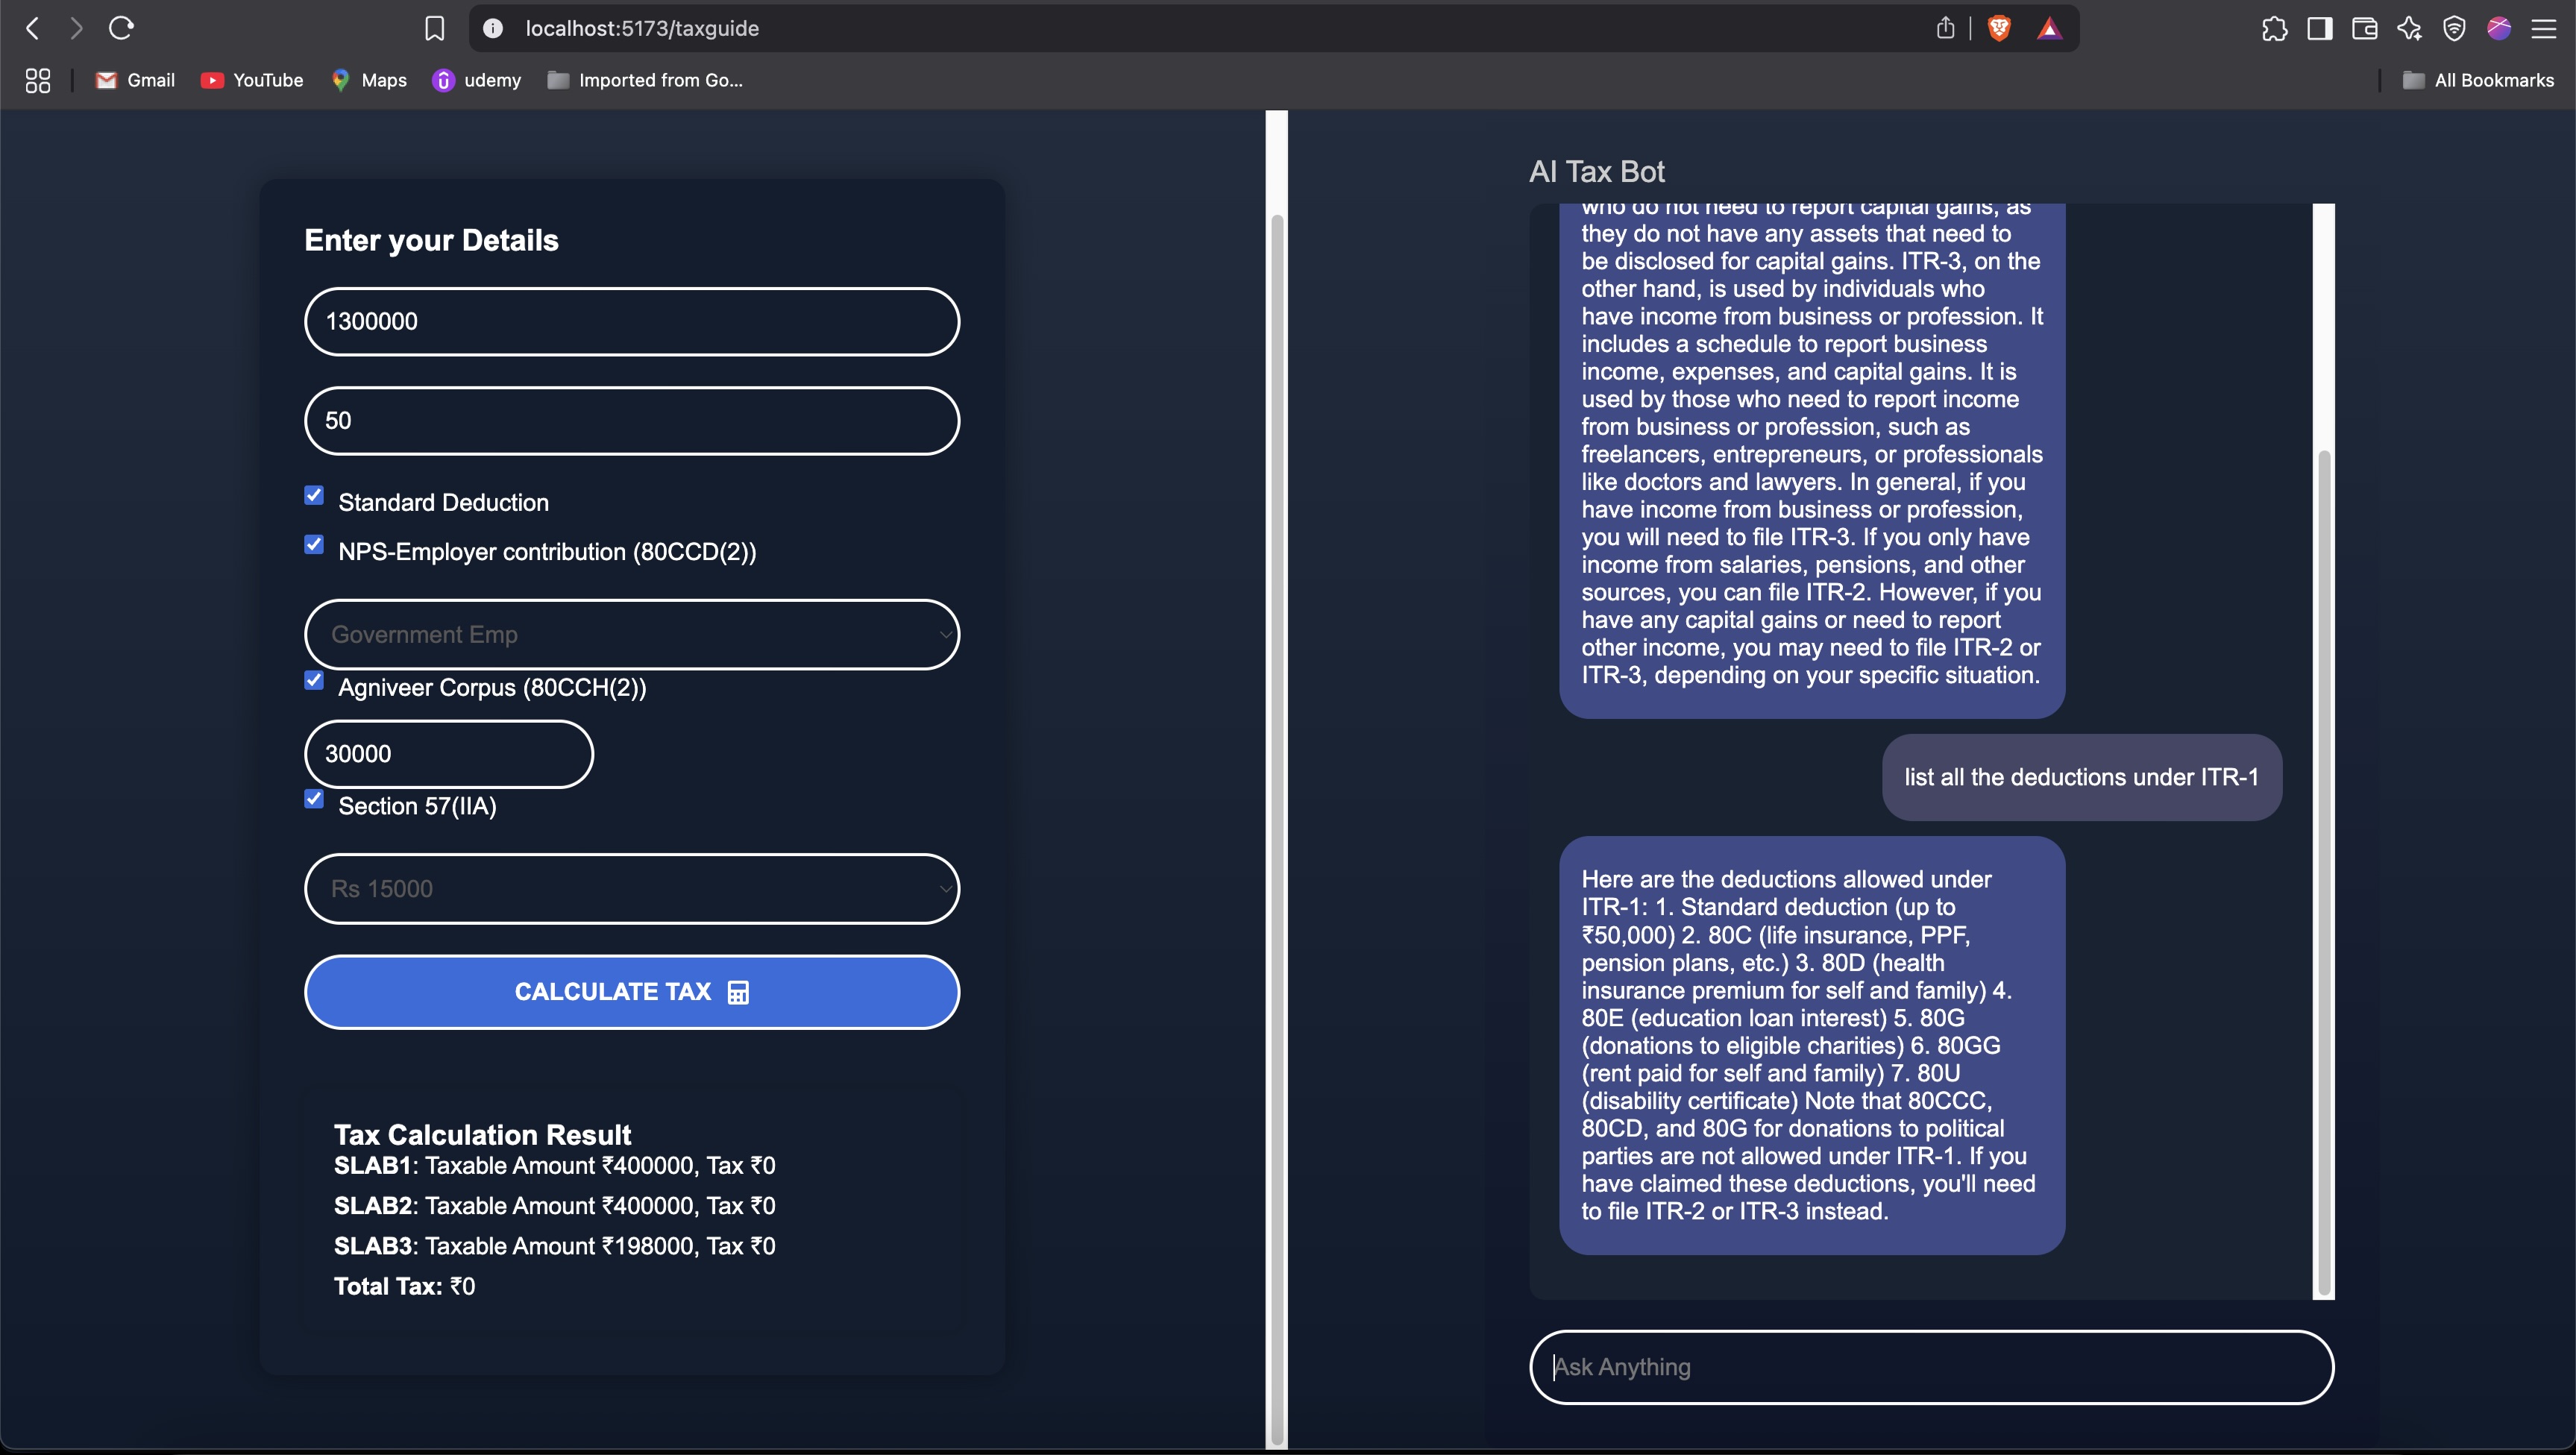 localhost:5173/taxguide
Gmail
YouTube
Maps
udemy
Imported from Go...
All Bookmarks
Enter your Details
1300000
50
Standard Deduction
NPS-Employer contribution (80CCD(2))
Government Emp
Agniveer Corpus (80CCH(2))
30000
Section 57(IIA)
Rs 15000
CALCULATE TAX
Tax Calculation Result
SLAB1: Taxable Amount ₹400000, Tax ₹0
SLAB2: Taxable Amount ₹400000, Tax ₹0
SLAB3: Taxable Amount ₹198000, Tax ₹0
Total Tax: ₹0
AI Tax Bot
who do not need to report capital gains, as
they do not have any assets that need to
be disclosed for capital gains. ITR-3, on the
other hand, is used by individuals who
have income from business or profession. It
includes a schedule to report business
income, expenses, and capital gains. It is
used by those who need to report income
from business or profession, such as
freelancers, entrepreneurs, or professionals
like doctors and lawyers. In general, if you
have income from business or profession,
you will need to file ITR-3. If you only have
income from salaries, pensions, and other
sources, you can file ITR-2. However, if you
have any capital gains or need to report
other income, you may need to file ITR-2 or
ITR-3, depending on your specific situation.
list all the deductions under ITR-1
Here are the deductions allowed under
ITR-1: 1. Standard deduction (up to
₹50,000) 2. 80C (life insurance, PPF,
pension plans, etc.) 3. 80D (health
insurance premium for self and family) 4.
80E (education loan interest) 5. 80G
(donations to eligible charities) 6. 80GG
(rent paid for self and family) 7. 80U
(disability certificate) Note that 80CCC,
80CD, and 80G for donations to political
parties are not allowed under ITR-1. If you
have claimed these deductions, you'll need
to file ITR-2 or ITR-3 instead.
Ask Anything